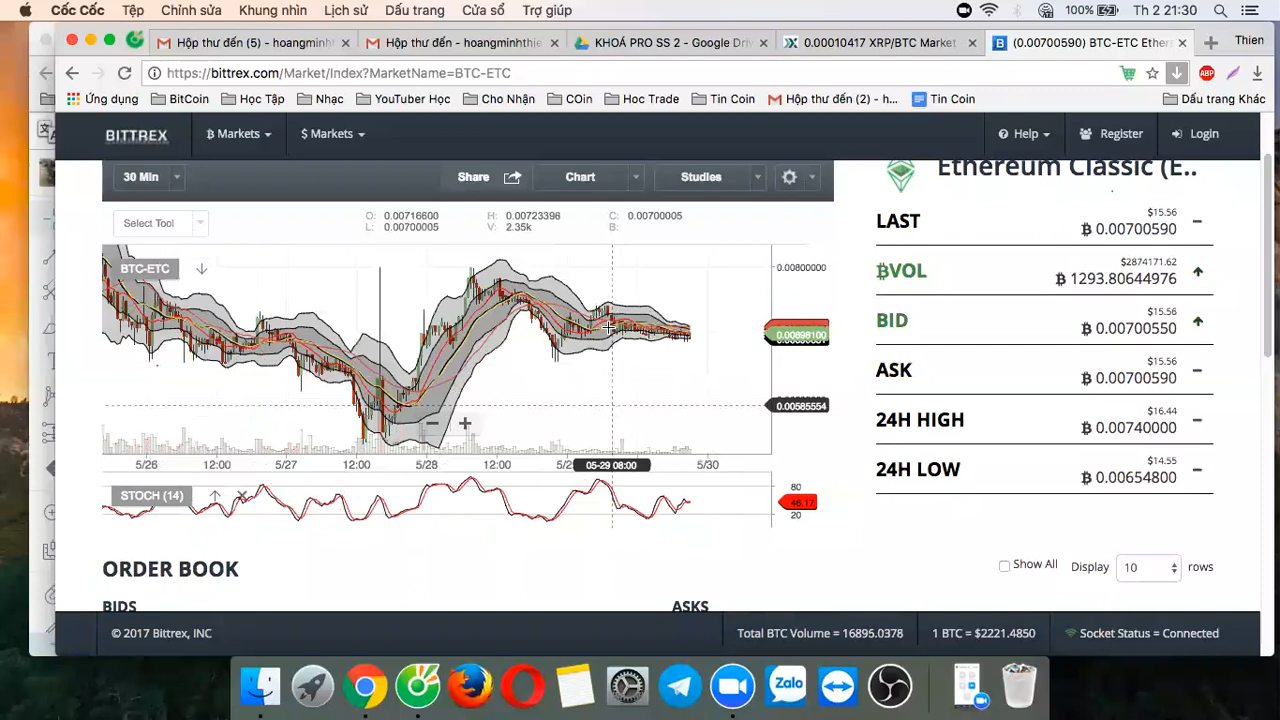 Cốc Cốc Tệp Chỉnh sửa Khung nhìn Lịch sử Dấu trang Cửa sổ Trợ giúp 100% Th 2 21:30
Hộp thư đến (5) - hoangminht Hộp thư đến - hoangminhthie KHOÁ PRO SS 2 - Google Driv 0.00010417 XRP/BTC Market (0.00700590) BTC-ETC Ethera Thien
https://bittrex.com/Market/Index?MarketName=BTC-ETC ABP
Ứng dụng BitCoin Học Tập Nhạc YouTuber Học Cho Nhận COin Hoc Trade Tin Coin Hộp thư đến (2) - h... Tin Coin Dấu trang Khác
BITTREX ₿ Markets $ Markets Help Register Login
30 Min Share Chart Studies
Ethereum Classic (E..
Select Tool
O: 0.00716600 H: 0.00723398 C: 0.00700005
L: 0.00700005 V: 2.35k B:
BTC-ETC
0.00800000
0.00698100
0.00585554
5/26 12:00 5/27 12:00 5/28 12:00 05-29 08:00 5/30
STOCH (14)
80
46.17
20
LAST $15.56
₿ 0.00700590
₿VOL $2874171.62
₿ 1293.80644976
BID $15.56
₿ 0.00700550
ASK $15.56
₿ 0.00700590
24H HIGH $16.44
₿ 0.00740000
24H LOW $14.55
₿ 0.00654800
ORDER BOOK
Show All Display 10 rows
BIDS ASKS
© 2017 Bittrex, INC Total BTC Volume = 16895.0378 1 BTC = $2221.4850 Socket Status = Connected
Zalo